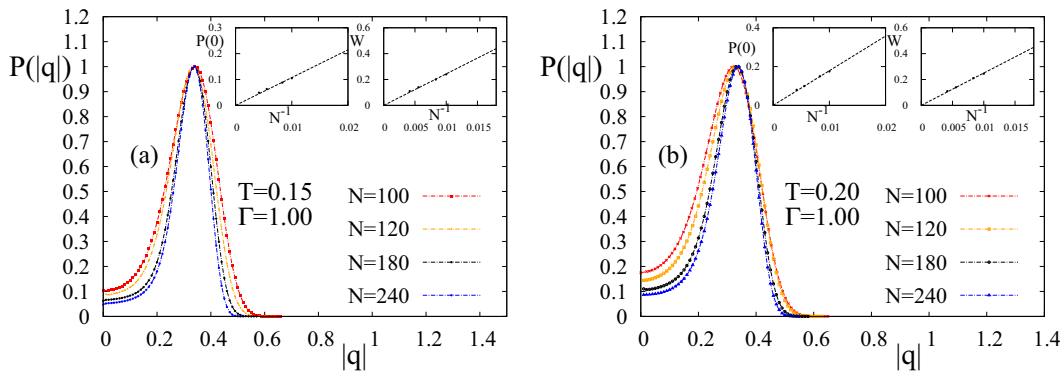 P(|q|)
1.2
1.1
1
0.9
0.8
0.7
0.6
0.5
0.4
0.3
0.2
0.1
0
0
0.2
0.4
0.6
0.8
1
1.2
1.4
|q|
(a)
T=0.15
Γ=1.00
N=100
N=120
N=180
N=240
P(0)
0.3
0.2
0.1
0
0
0.01
0.02
N⁻¹
W
0.6
0.4
0.2
0
0
0.005
0.01
0.015
N⁻¹
P(|q|)
1.2
1.1
1
0.9
0.8
0.7
0.6
0.5
0.4
0.3
0.2
0.1
0
0
0.2
0.4
0.6
0.8
1
1.2
1.4
|q|
(b)
T=0.20
Γ=1.00
N=100
N=120
N=180
N=240
P(0)
0.4
0.2
0
0
0.01
0.02
N⁻¹
W
0.6
0.4
0.2
0
0
0.005
0.01
0.015
N⁻¹